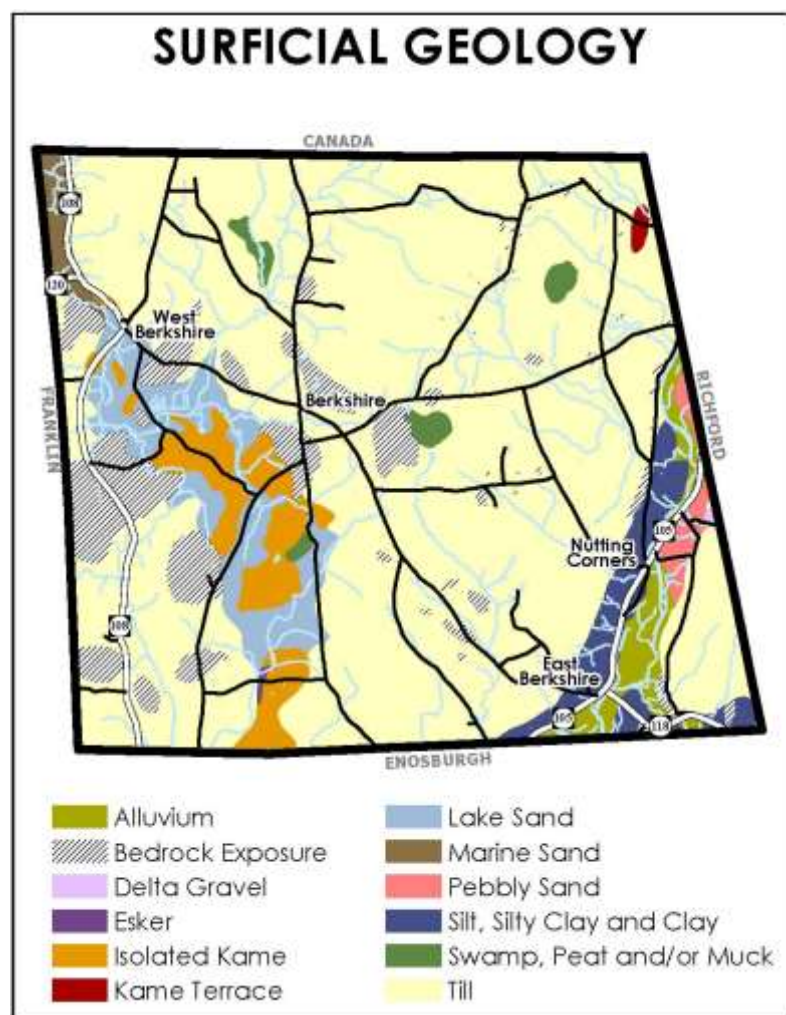 SURFICIAL GEOLOGY
CANADA
108
120
West
Berkshire
FRANKLIN
Berkshire
RICHFORD
105
Nutting
Corners
108
East
Berkshire
105
118
ENOSBURGH
Alluvium
Bedrock Exposure
Delta Gravel
Esker
Isolated Kame
Kame Terrace
Lake Sand
Marine Sand
Pebbly Sand
Silt, Silty Clay and Clay
Swamp, Peat and/or Muck
Till